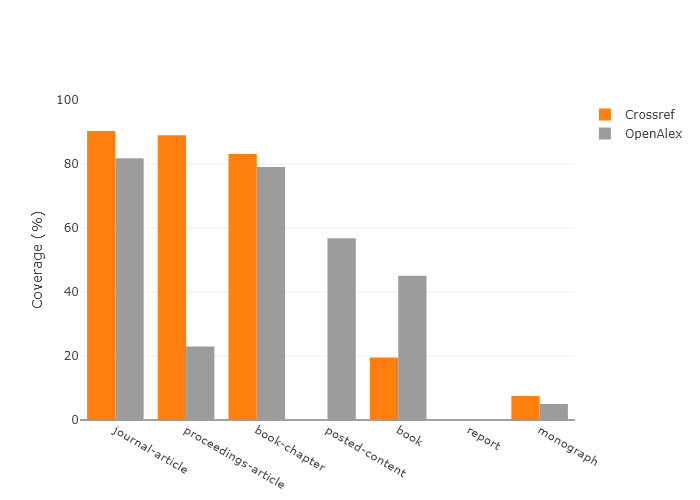 100
80
60
40
20
0
Coverage (%)
Crossref
OpenAlex
journal-article
proceedings-article
book-chapter
posted-content
book
report
monograph